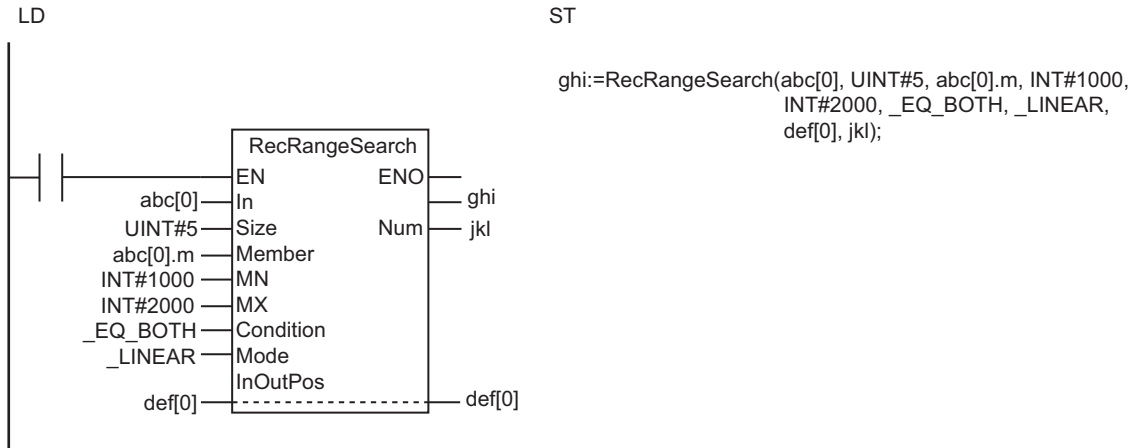 LD
ST
ghi:=RecRangeSearch(abc[0], UINT#5, abc[0].m, INT#1000,
INT#2000, _EQ_BOTH, _LINEAR,
def[0], jkl);
RecRangeSearch
EN ENO
abc[0] In ghi
UINT#5 Size Num jkl
abc[0].m Member
INT#1000 MN
INT#2000 MX
_EQ_BOTH Condition
_LINEAR Mode
InOutPos
def[0] def[0]